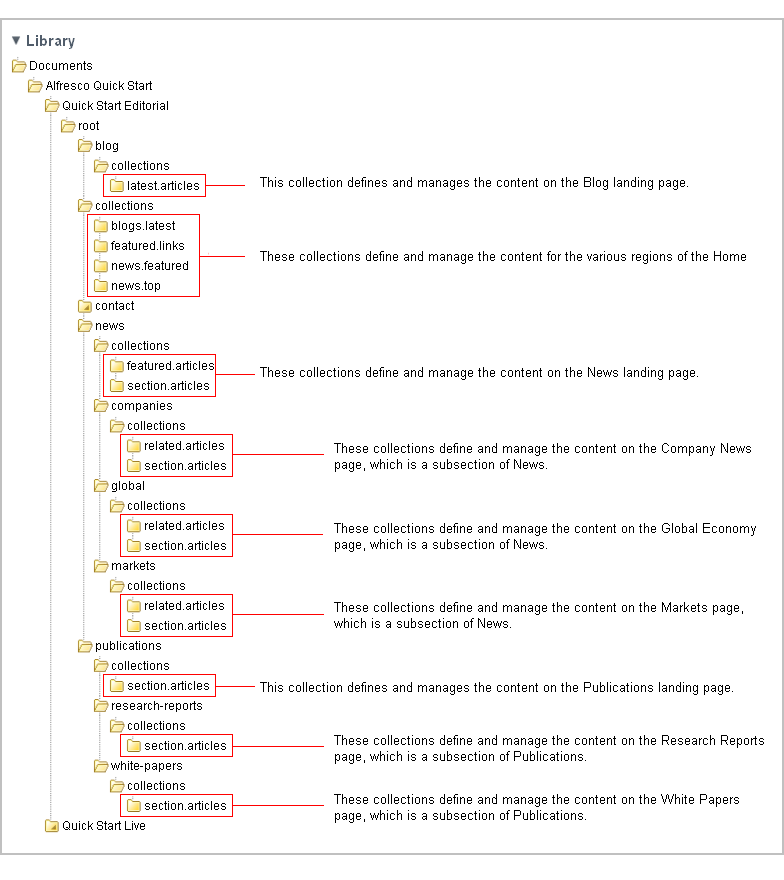 Library
Documents
Alfresco Quick Start
Quick Start Editorial
root
blog
collections
latest.articles
This collection defines and manages the content on the Blog landing page.
collections
blogs.latest
featured.links
These collections define and manage the content for the various regions of the Home
news.featured
news.top
contact
news
collections
featured.articles
These collections define and manage the content on the News landing page.
section.articles
companies
collections
related.articles
These collections define and manage the content on the Company News
section.articles
page, which is a subsection of News.
global
collections
related.articles
These collections define and manage the content on the Global Economy
section.articles
page, which is a subsection of News.
markets
collections
related.articles
These collections define and manage the content on the Markets page,
section.articles
which is a subsection of News.
publications
collections
section.articles
This collection defines and manages the content on the Publications landing page.
research-reports
collections
section.articles
These collections define and manage the content on the Research Reports
page, which is a subsection of Publications.
white-papers
collections
section.articles
These collections define and manage the content on the White Papers
page, which is a subsection of Publications.
Quick Start Live